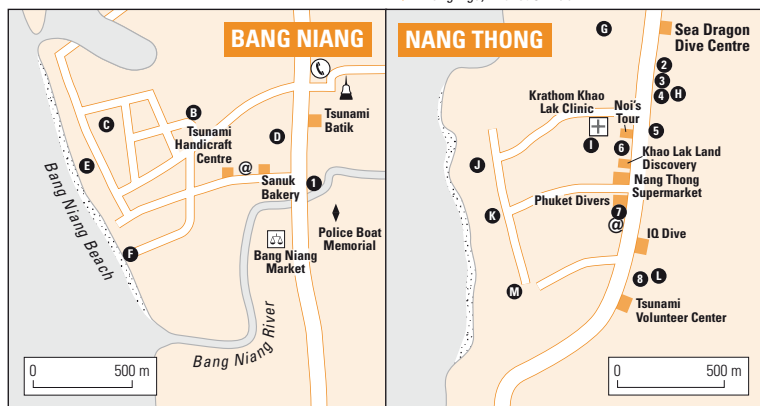 BANG NIANG
B
C
Tsunami
Handicraft
Centre
D
Tsunami
Batik
E
@
Sanuk
Bakery
1
Police Boat
Memorial
F
Bang Niang
Market
Bang Niang Beach
Bang Niang River
0 500 m
NANG THONG
G
Sea Dragon
Dive Centre
2
3
4 H
Krathom Khao
Lak Clinic
Noi's
Tour
5
I
6
J
Khao Lak Land
Discovery
Nang Thong
Supermarket
K
Phuket Divers
7
@
IQ Dive
8 L
M
Tsunami
Volunteer Center
0 500 m